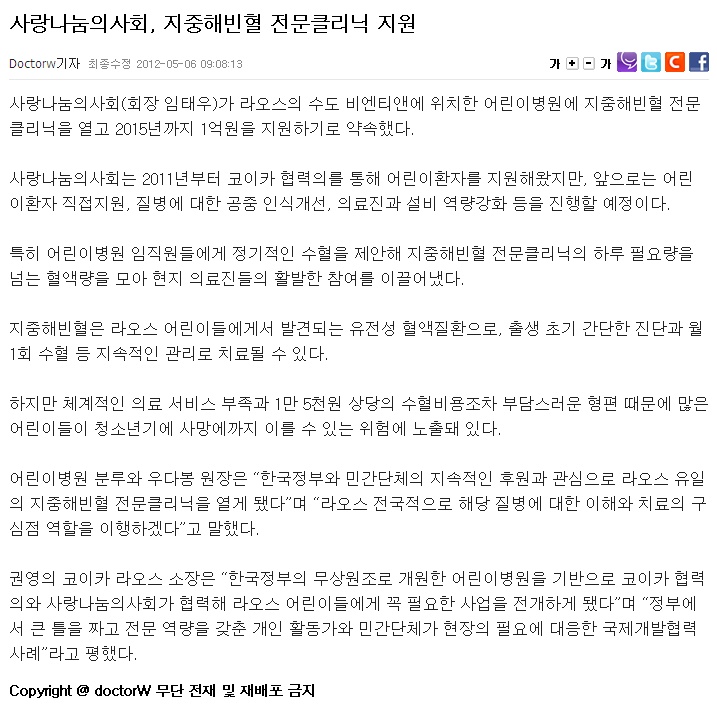 사랑나눔의사회, 지중해빈혈 전문클리닉 지원
Doctorw기자 최종수정 2012-05-06 09:08:13
가 + - 가
사랑나눔의사회(회장 임태우)가 라오스의 수도 비엔티앤에 위치한 어린이병원에 지중해빈혈 전문
클리닉을 열고 2015년까지 1억원을 지원하기로 약속했다.
사랑나눔의사회는 2011년부터 코이카 협력의를 통해 어린이환자를 지원해왔지만, 앞으로는 어린
이환자 직접지원, 질병에 대한 공중 인식개선, 의료진과 설비 역량강화 등을 진행할 예정이다.
특히 어린이병원 임직원들에게 정기적인 수혈을 제안해 지중해빈혈 전문클리닉의 하루 필요량을
넘는 혈액량을 모아 현지 의료진들의 활발한 참여를 이끌어냈다.
지중해빈혈은 라오스 어린이들에게서 발견되는 유전성 혈액질환으로, 출생 초기 간단한 진단과 월
1회 수혈 등 지속적인 관리로 치료될 수 있다.
하지만 체계적인 의료 서비스 부족과 1만 5천원 상당의 수혈비용조차 부담스러운 형편 때문에 많은
어린이들이 청소년기에 사망에까지 이를 수 있는 위험에 노출돼 있다.
어린이병원 분루와 우다봉 원장은 “한국정부와 민간단체의 지속적인 후원과 관심으로 라오스 유일
의 지중해빈혈 전문클리닉을 열게 됐다”며 “라오스 전국적으로 해당 질병에 대한 이해와 치료의 구
심점 역할을 이행하겠다”고 말했다.
권영의 코이카 라오스 소장은 “한국정부의 무상원조로 개원한 어린이병원을 기반으로 코이카 협력
의와 사랑나눔의사회가 협력해 라오스 어린이들에게 꼭 필요한 사업을 전개하게 됐다”며 “정부에
서 큰 틀을 짜고 전문 역량을 갖춘 개인 활동가와 민간단체가 현장의 필요에 대응한 국제개발협력
사례”라고 평했다.
Copyright @ doctorW 무단 전재 및 재배포 금지